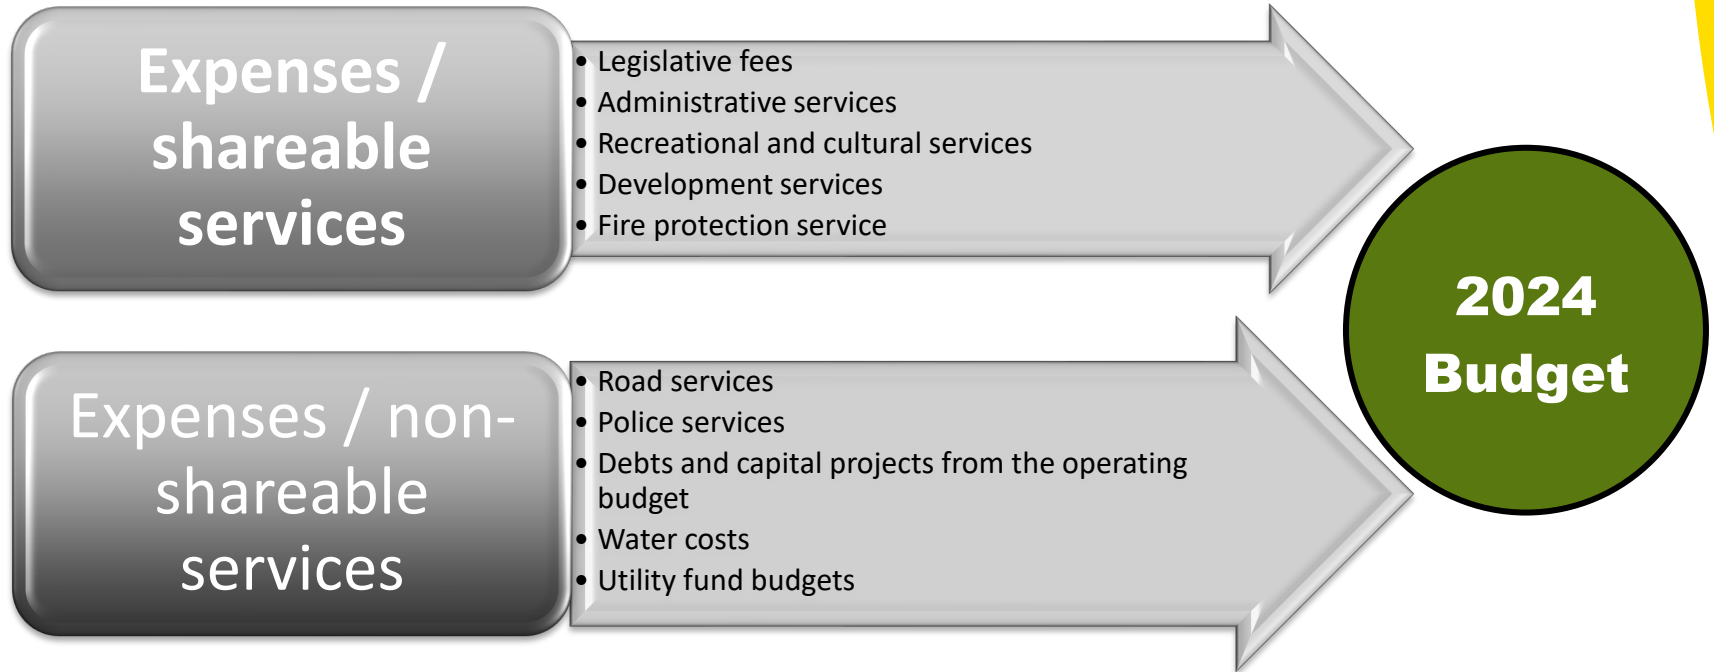 Expenses /
shareable
services
• Legislative fees
• Administrative services
• Recreational and cultural services
• Development services
• Fire protection service
Expenses / non-
shareable
services
• Road services
• Police services
• Debts and capital projects from the operating
budget
• Water costs
• Utility fund budgets
2024
Budget